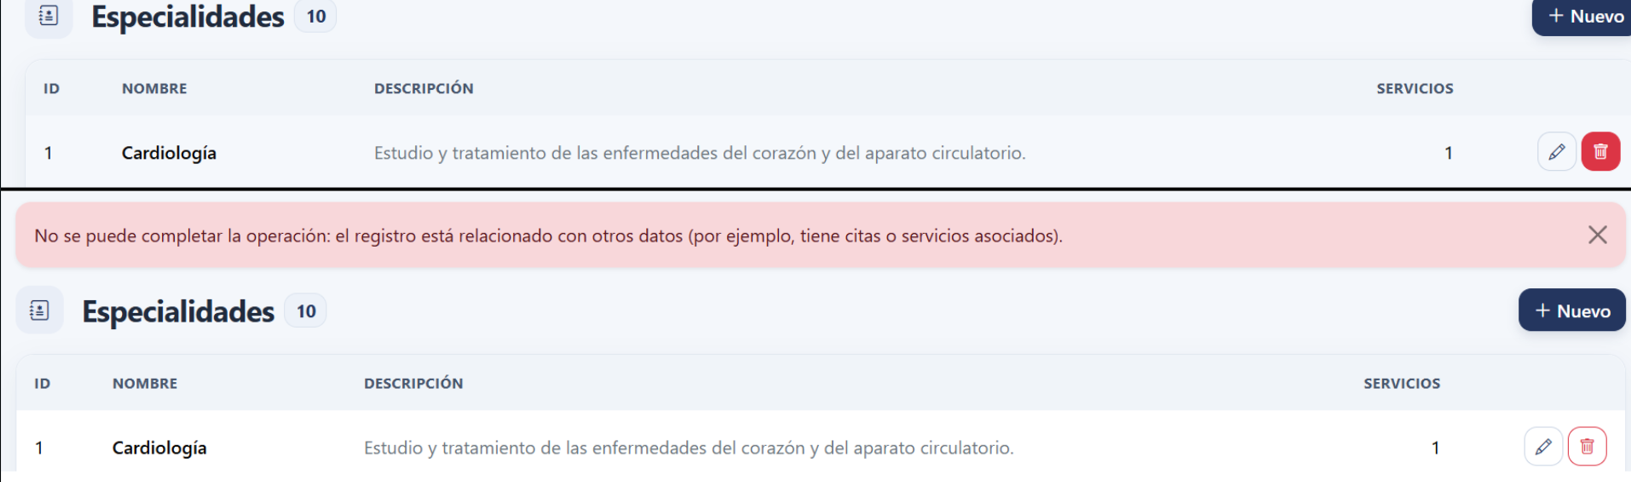 Especialidades 10 + Nuevo
ID NOMBRE DESCRIPCIÓN SERVICIOS
1 Cardiología Estudio y tratamiento de las enfermedades del corazón y del aparato circulatorio. 1
No se puede completar la operación: el registro está relacionado con otros datos (por ejemplo, tiene citas o servicios asociados).
Especialidades 10 + Nuevo
ID NOMBRE DESCRIPCIÓN SERVICIOS
1 Cardiología Estudio y tratamiento de las enfermedades del corazón y del aparato circulatorio. 1